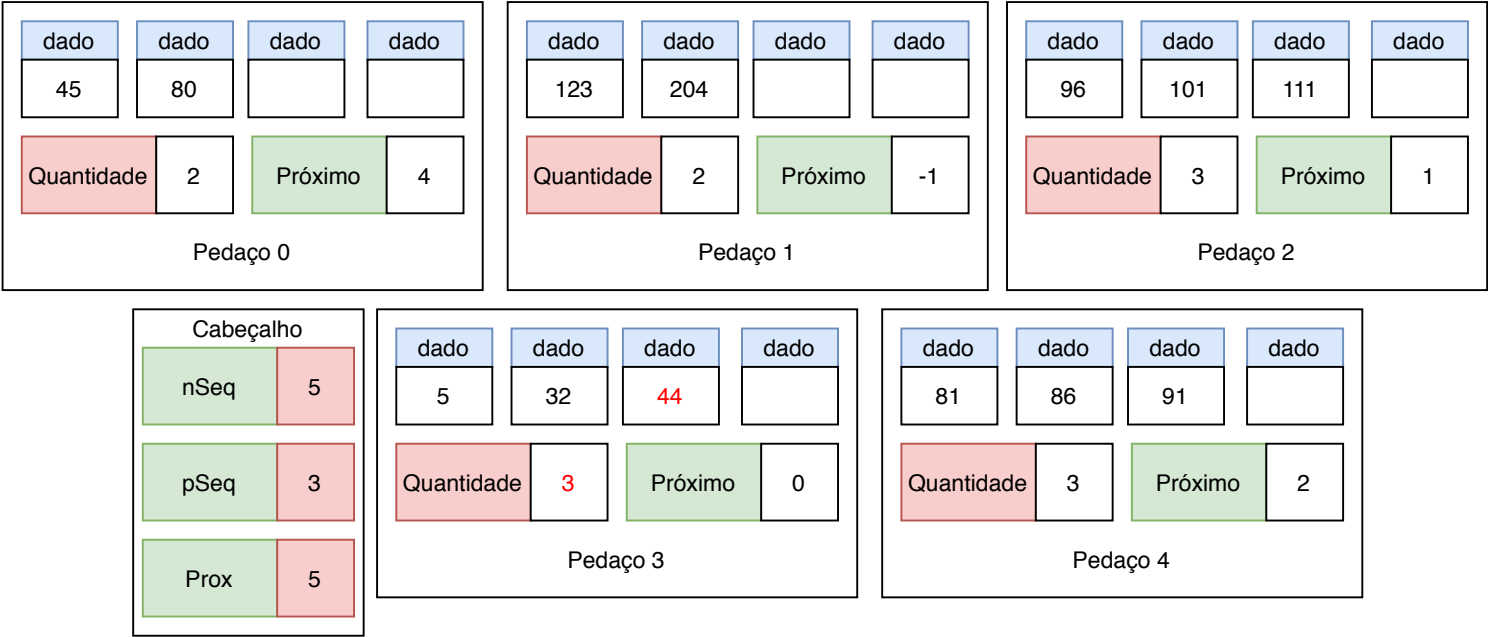 dado dado dado dado
45 80
Quantidade 2 Próximo 4
Pedaço 0
dado dado dado dado
123 204
Quantidade 2 Próximo -1
Pedaço 1
dado dado dado dado
96 101 111
Quantidade 3 Próximo 1
Pedaço 2
Cabeçalho
nSeq 5
pSeq 3
Prox 5
dado dado dado dado
5 32 44
Quantidade 3 Próximo 0
Pedaço 3
dado dado dado dado
81 86 91
Quantidade 3 Próximo 2
Pedaço 4